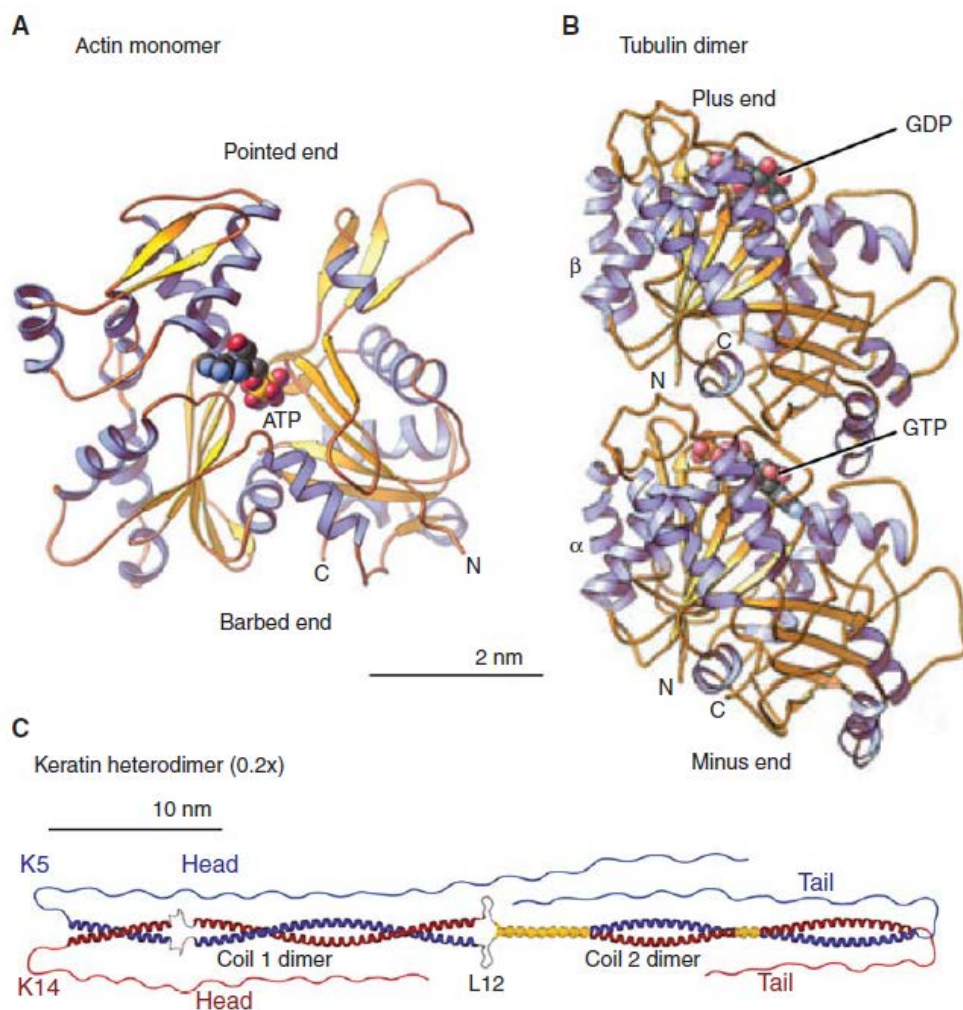 A
Actin monomer
Pointed end
ATP
C
N
Barbed end
2 nm
B
Tubulin dimer
Plus end
GDP
β
C
N
GTP
α
N
C
Minus end
C
Keratin heterodimer (0.2x)
10 nm
K5
Head
Tail
Coil 1 dimer
Coil 2 dimer
K14
Head
L12
Tail